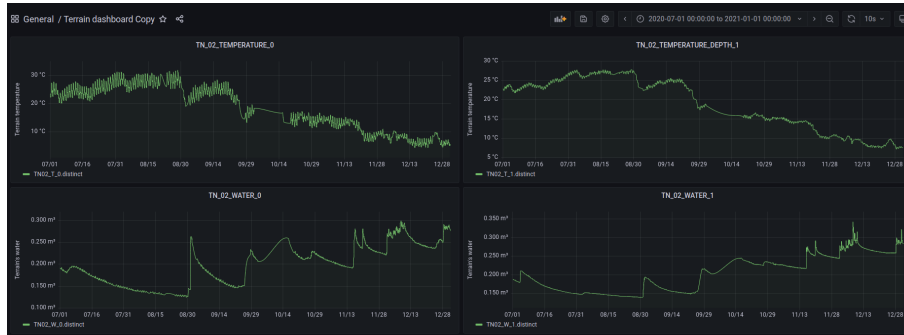 General / Terrain dashboard Copy
2020-07-01 00:00:00 to 2021-01-01 00:00:00
10s
TN_02_TEMPERATURE_0
Terrain temperature
30 °C
20 °C
10 °C
07/01 07/16 07/31 08/15 08/30 09/14 09/29 10/14 10/29 11/13 11/28 12/13 12/28
TN02_T_0.distinct
TN_02_TEMPERATURE_DEPTH_1
Terrain temperature
30 °C
25 °C
20 °C
15 °C
10 °C
5 °C
07/01 07/16 07/31 08/15 08/30 09/14 09/29 10/14 10/29 11/13 11/28 12/13 12/28
TN02_T_1.distinct
TN_02_WATER_0
Terrain's water
0.300 m³
0.250 m³
0.200 m³
0.150 m³
0.100 m³
07/01 07/16 07/31 08/15 08/30 09/14 09/29 10/14 10/29 11/13 11/28 12/13 12/28
TN02_W_0.distinct
TN_02_WATER_1
Terrain's water
0.350 m³
0.300 m³
0.250 m³
0.200 m³
0.150 m³
07/01 07/16 07/31 08/15 08/30 09/14 09/29 10/14 10/29 11/13 11/28 12/13 12/28
TN02_W_1.distinct